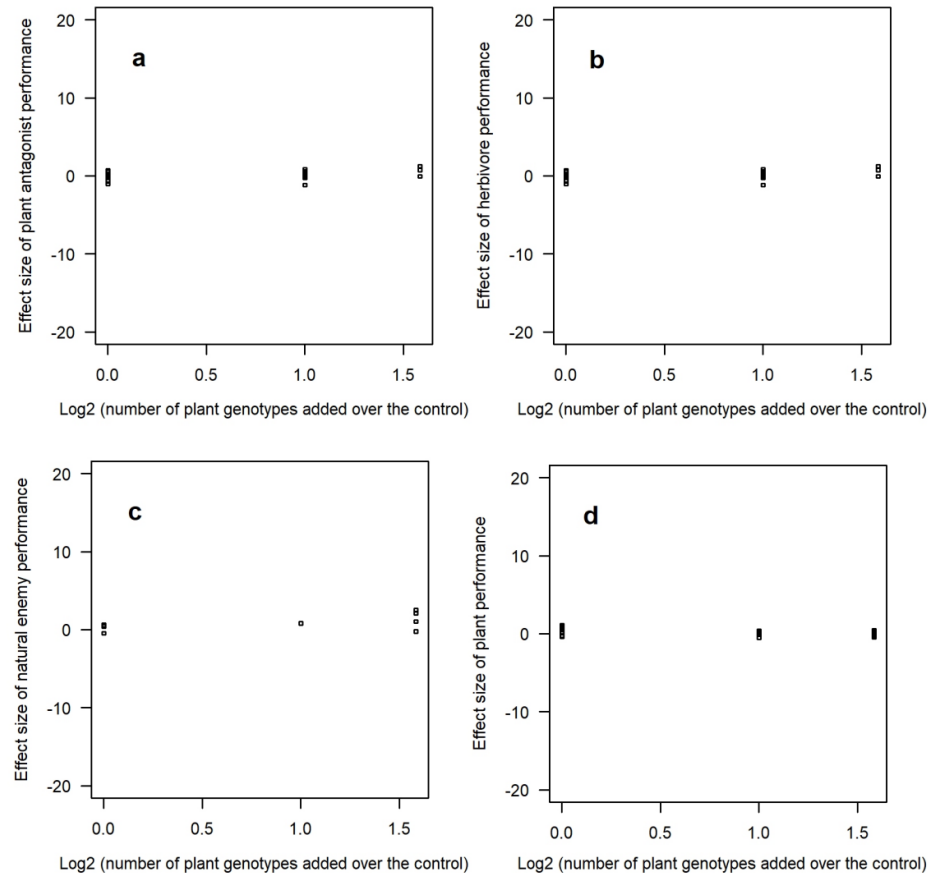 a
Effect size of plant antagonist performance
20
10
0
-10
-20
0.0 0.5 1.0 1.5
Log2 (number of plant genotypes added over the control)
b
Effect size of herbivore performance
20
10
0
-10
-20
0.0 0.5 1.0 1.5
Log2 (number of plant genotypes added over the control)
c
Effect size of natural enemy performance
20
10
0
-10
-20
0.0 0.5 1.0 1.5
Log2 (number of plant genotypes added over the control)
d
Effect size of plant performance
20
10
0
-10
-20
0.0 0.5 1.0 1.5
Log2 (number of plant genotypes added over the control)